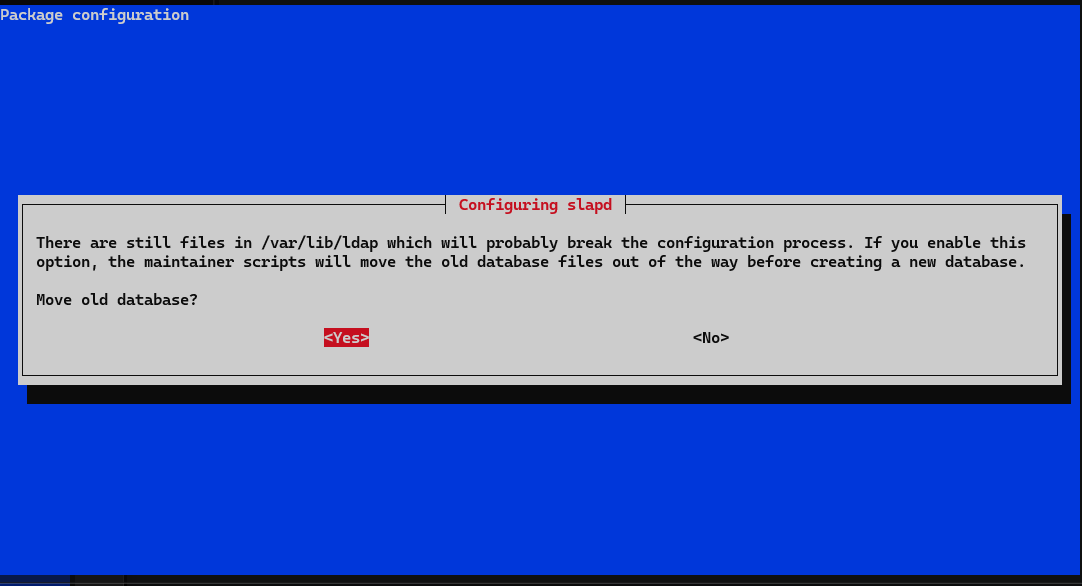 Package configuration
Configuring slapd
There are still files in /var/lib/ldap which will probably break the configuration process. If you enable this
option, the maintainer scripts will move the old database files out of the way before creating a new database.
Move old database?
<Yes> <No>